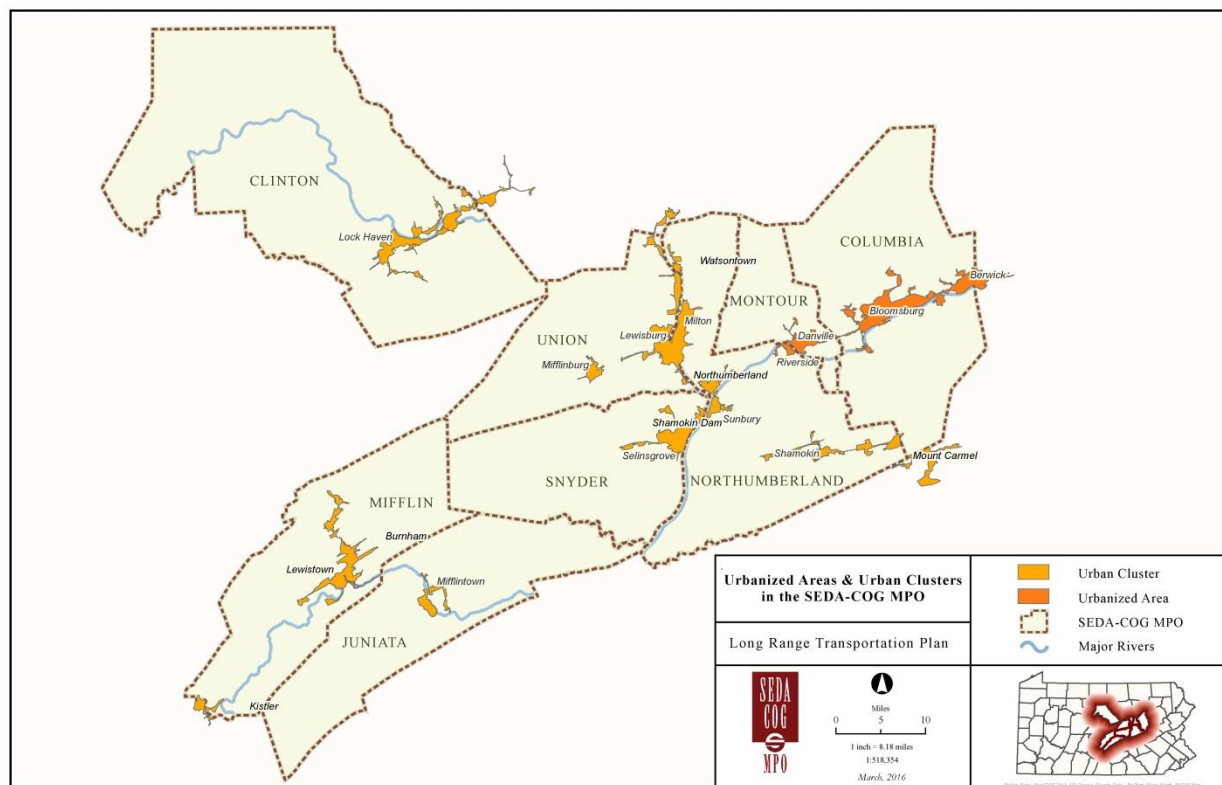 CLINTON
Lock Haven
COLUMBIA
Watsontown
Berwick
MONTOUR
Bloomsburg
Milton
Lewisburg
UNION
Danville
Riverside
Mifflinburg
Northumberland
Shamokin Dam
Sunbury
Selinsgrove
Shamokin
Mount Carmel
SNYDER
NORTHUMBERLAND
MIFFLIN
Burnham
Lewistown
Mifflintown
JUNIATA
Kistler
Urbanized Areas & Urban Clusters
in the SEDA-COG MPO
Long Range Transportation Plan
SEDA
COG
MPO
Miles
0 5 10
1 inch = 8.18 miles
1:518,354
March, 2016
Urban Cluster
Urbanized Area
SEDA-COG MPO
Major Rivers